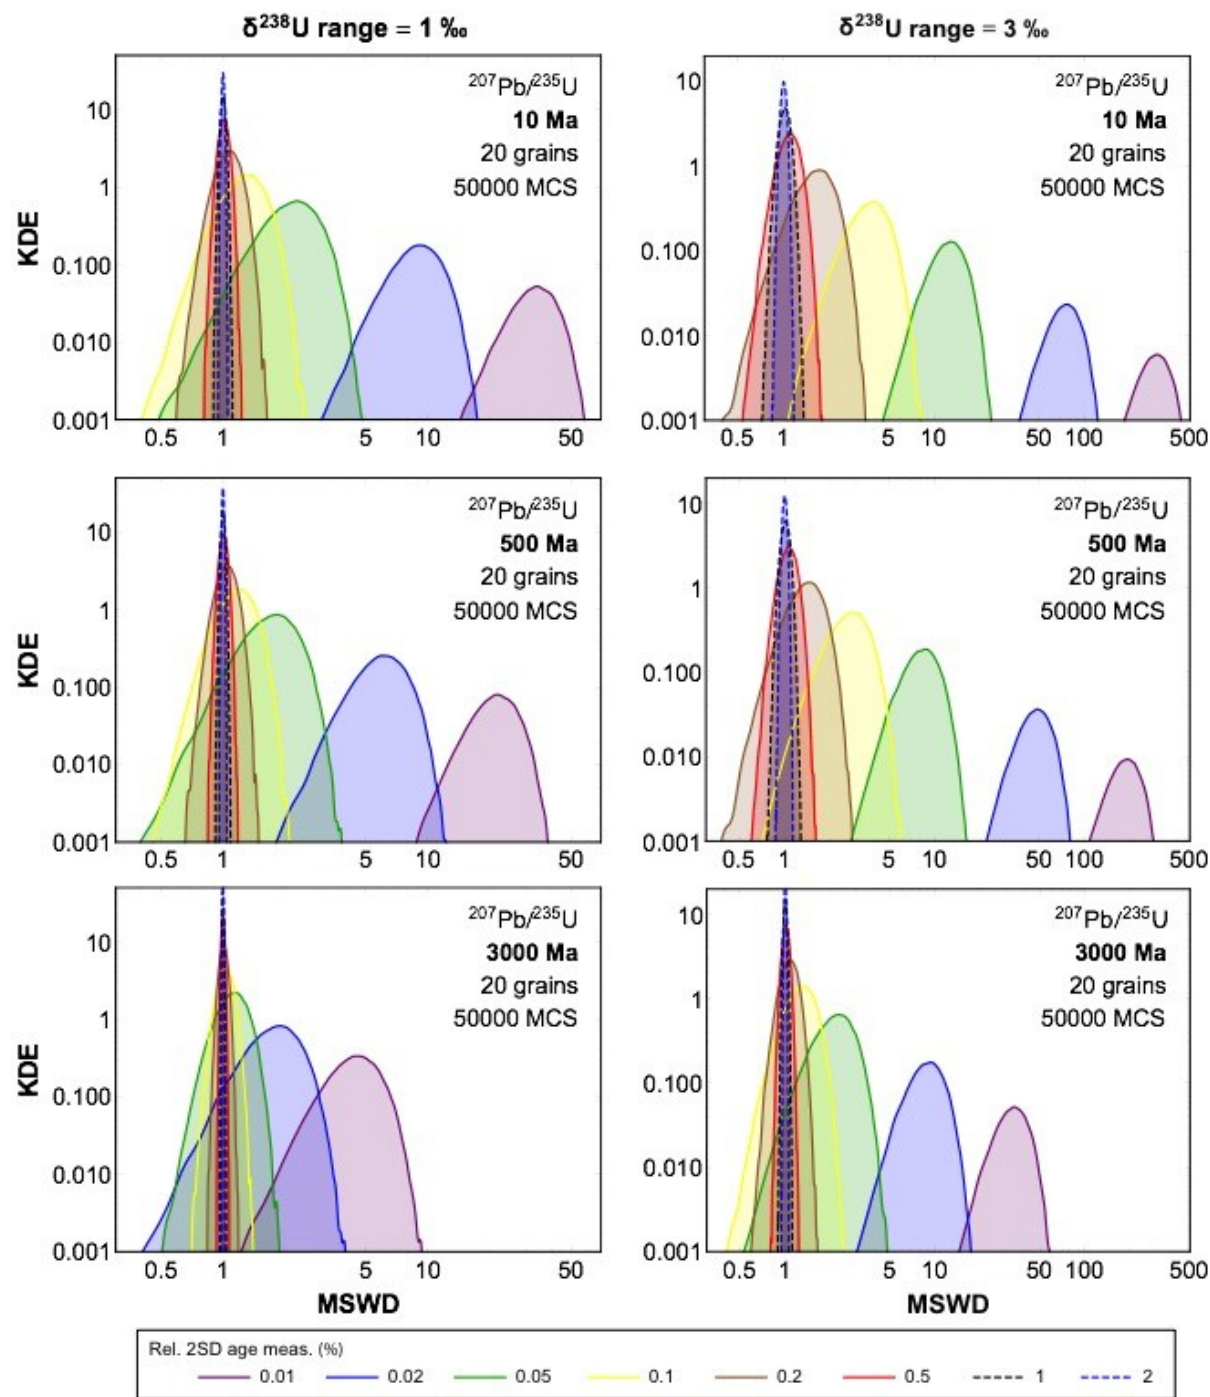 δ²³⁸U range = 1 ‰
δ²³⁸U range = 3 ‰
KDE
10
1
0.100
0.010
0.001
²⁰⁷Pb/²³⁵U
10 Ma
20 grains
50000 MCS
0.5 1 5 10 50
10
1
0.100
0.010
0.001
²⁰⁷Pb/²³⁵U
10 Ma
20 grains
50000 MCS
0.5 1 5 10 50 100 500
KDE
10
1
0.100
0.010
0.001
²⁰⁷Pb/²³⁵U
500 Ma
20 grains
50000 MCS
0.5 1 5 10 50
10
1
0.100
0.010
0.001
²⁰⁷Pb/²³⁵U
500 Ma
20 grains
50000 MCS
0.5 1 5 10 50 100 500
KDE
10
1
0.100
0.010
0.001
²⁰⁷Pb/²³⁵U
3000 Ma
20 grains
50000 MCS
0.5 1 5 10 50
MSWD
10
1
0.100
0.010
0.001
²⁰⁷Pb/²³⁵U
3000 Ma
20 grains
50000 MCS
0.5 1 5 10 50 100 500
MSWD
Rel. 2SD age meas. (%)
0.01 0.02 0.05 0.1 0.2 0.5 1 2